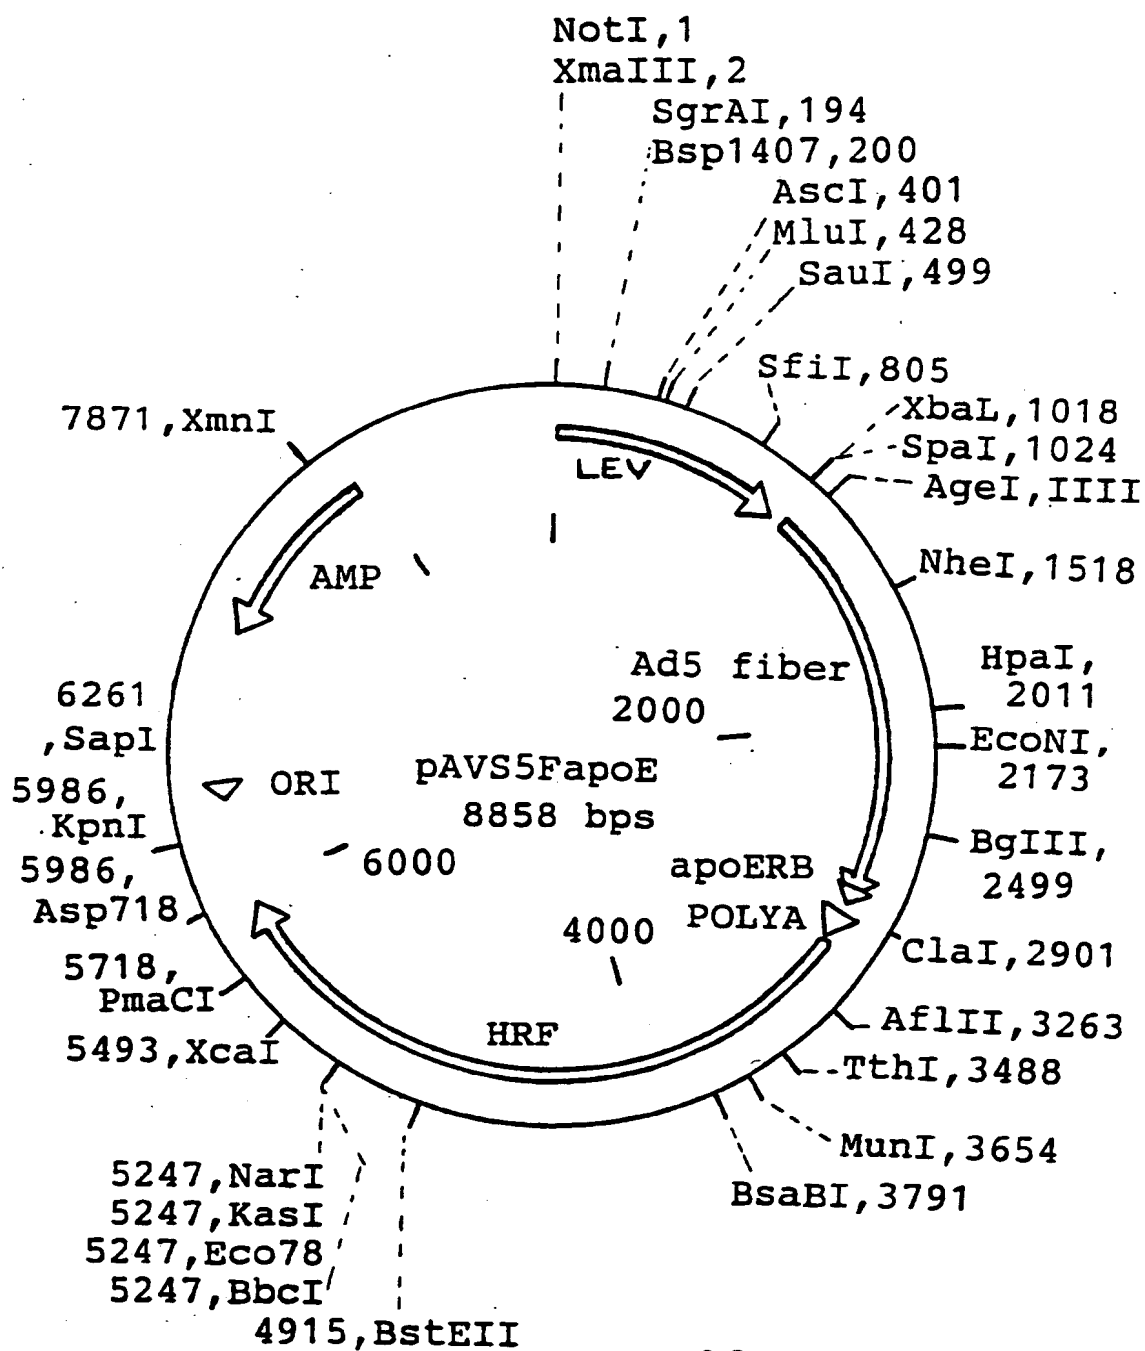 NotI,1
XmaIII,2
SgrAI,194
Bsp1407,200
AscI,401
MluI,428
SauI,499
SfiI,805
XbaL,1018
SpaI,1024
AgeI,IIII
NheI,1518
HpaI,
2011
EcoNI,
2173
BgIII,
2499
ClaI,2901
AflII,3263
TthI,3488
MunI,3654
BsaBI,3791
4915,BstEII
5247,NarI
5247,KasI
5247,Eco78
5247,BbcI
5493,XcaI
5718,
PmaCI
5986,
Asp718
5986,
KpnI
6261
,SapI
7871,XmnI
LEV
AMP
Ad5 fiber
2000
pAVS5FapoE
8858 bps
ORI
6000
apoERB
POLYA
4000
HRF